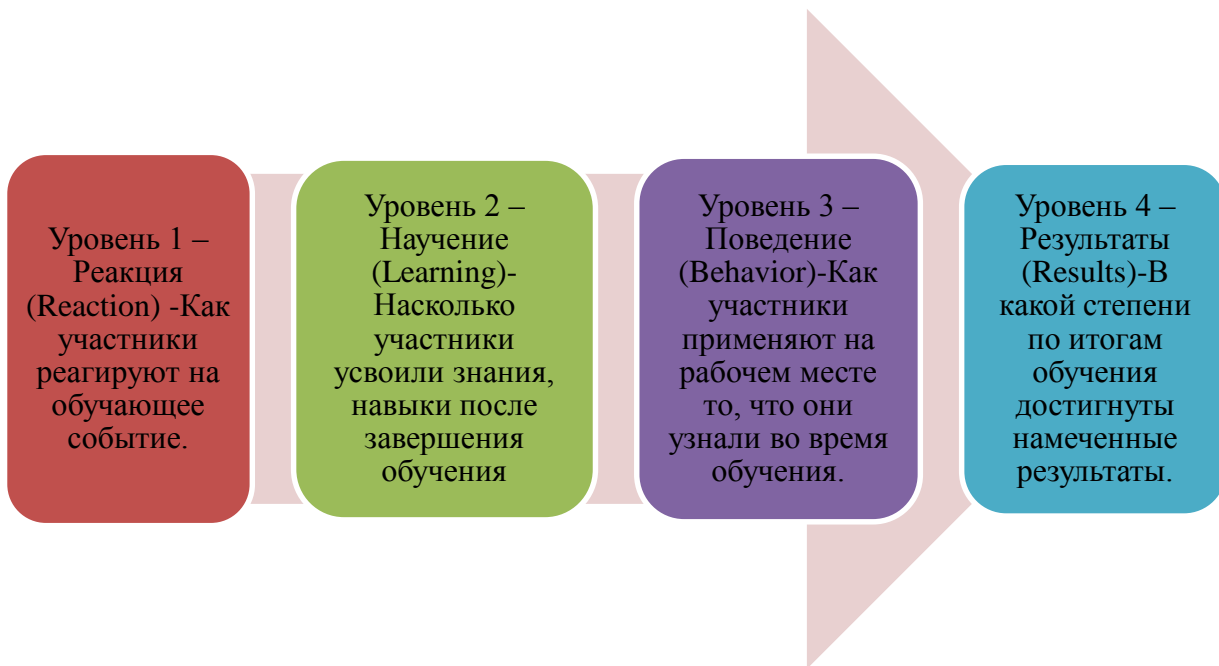 Уровень 1 –
Реакция
(Reaction) -Как
участники
реагируют на
обучающее
событие.
Уровень 2 –
Научение
(Learning)-
Насколько
участники
усвоили знания,
навыки после
завершения
обучения
Уровень 3 –
Поведение
(Behavior)-Как
участники
применяют на
рабочем месте
то, что они
узнали во время
обучения.
Уровень 4 –
Результаты
(Results)-В
какой степени
по итогам
обучения
достигнуты
намеченные
результаты.